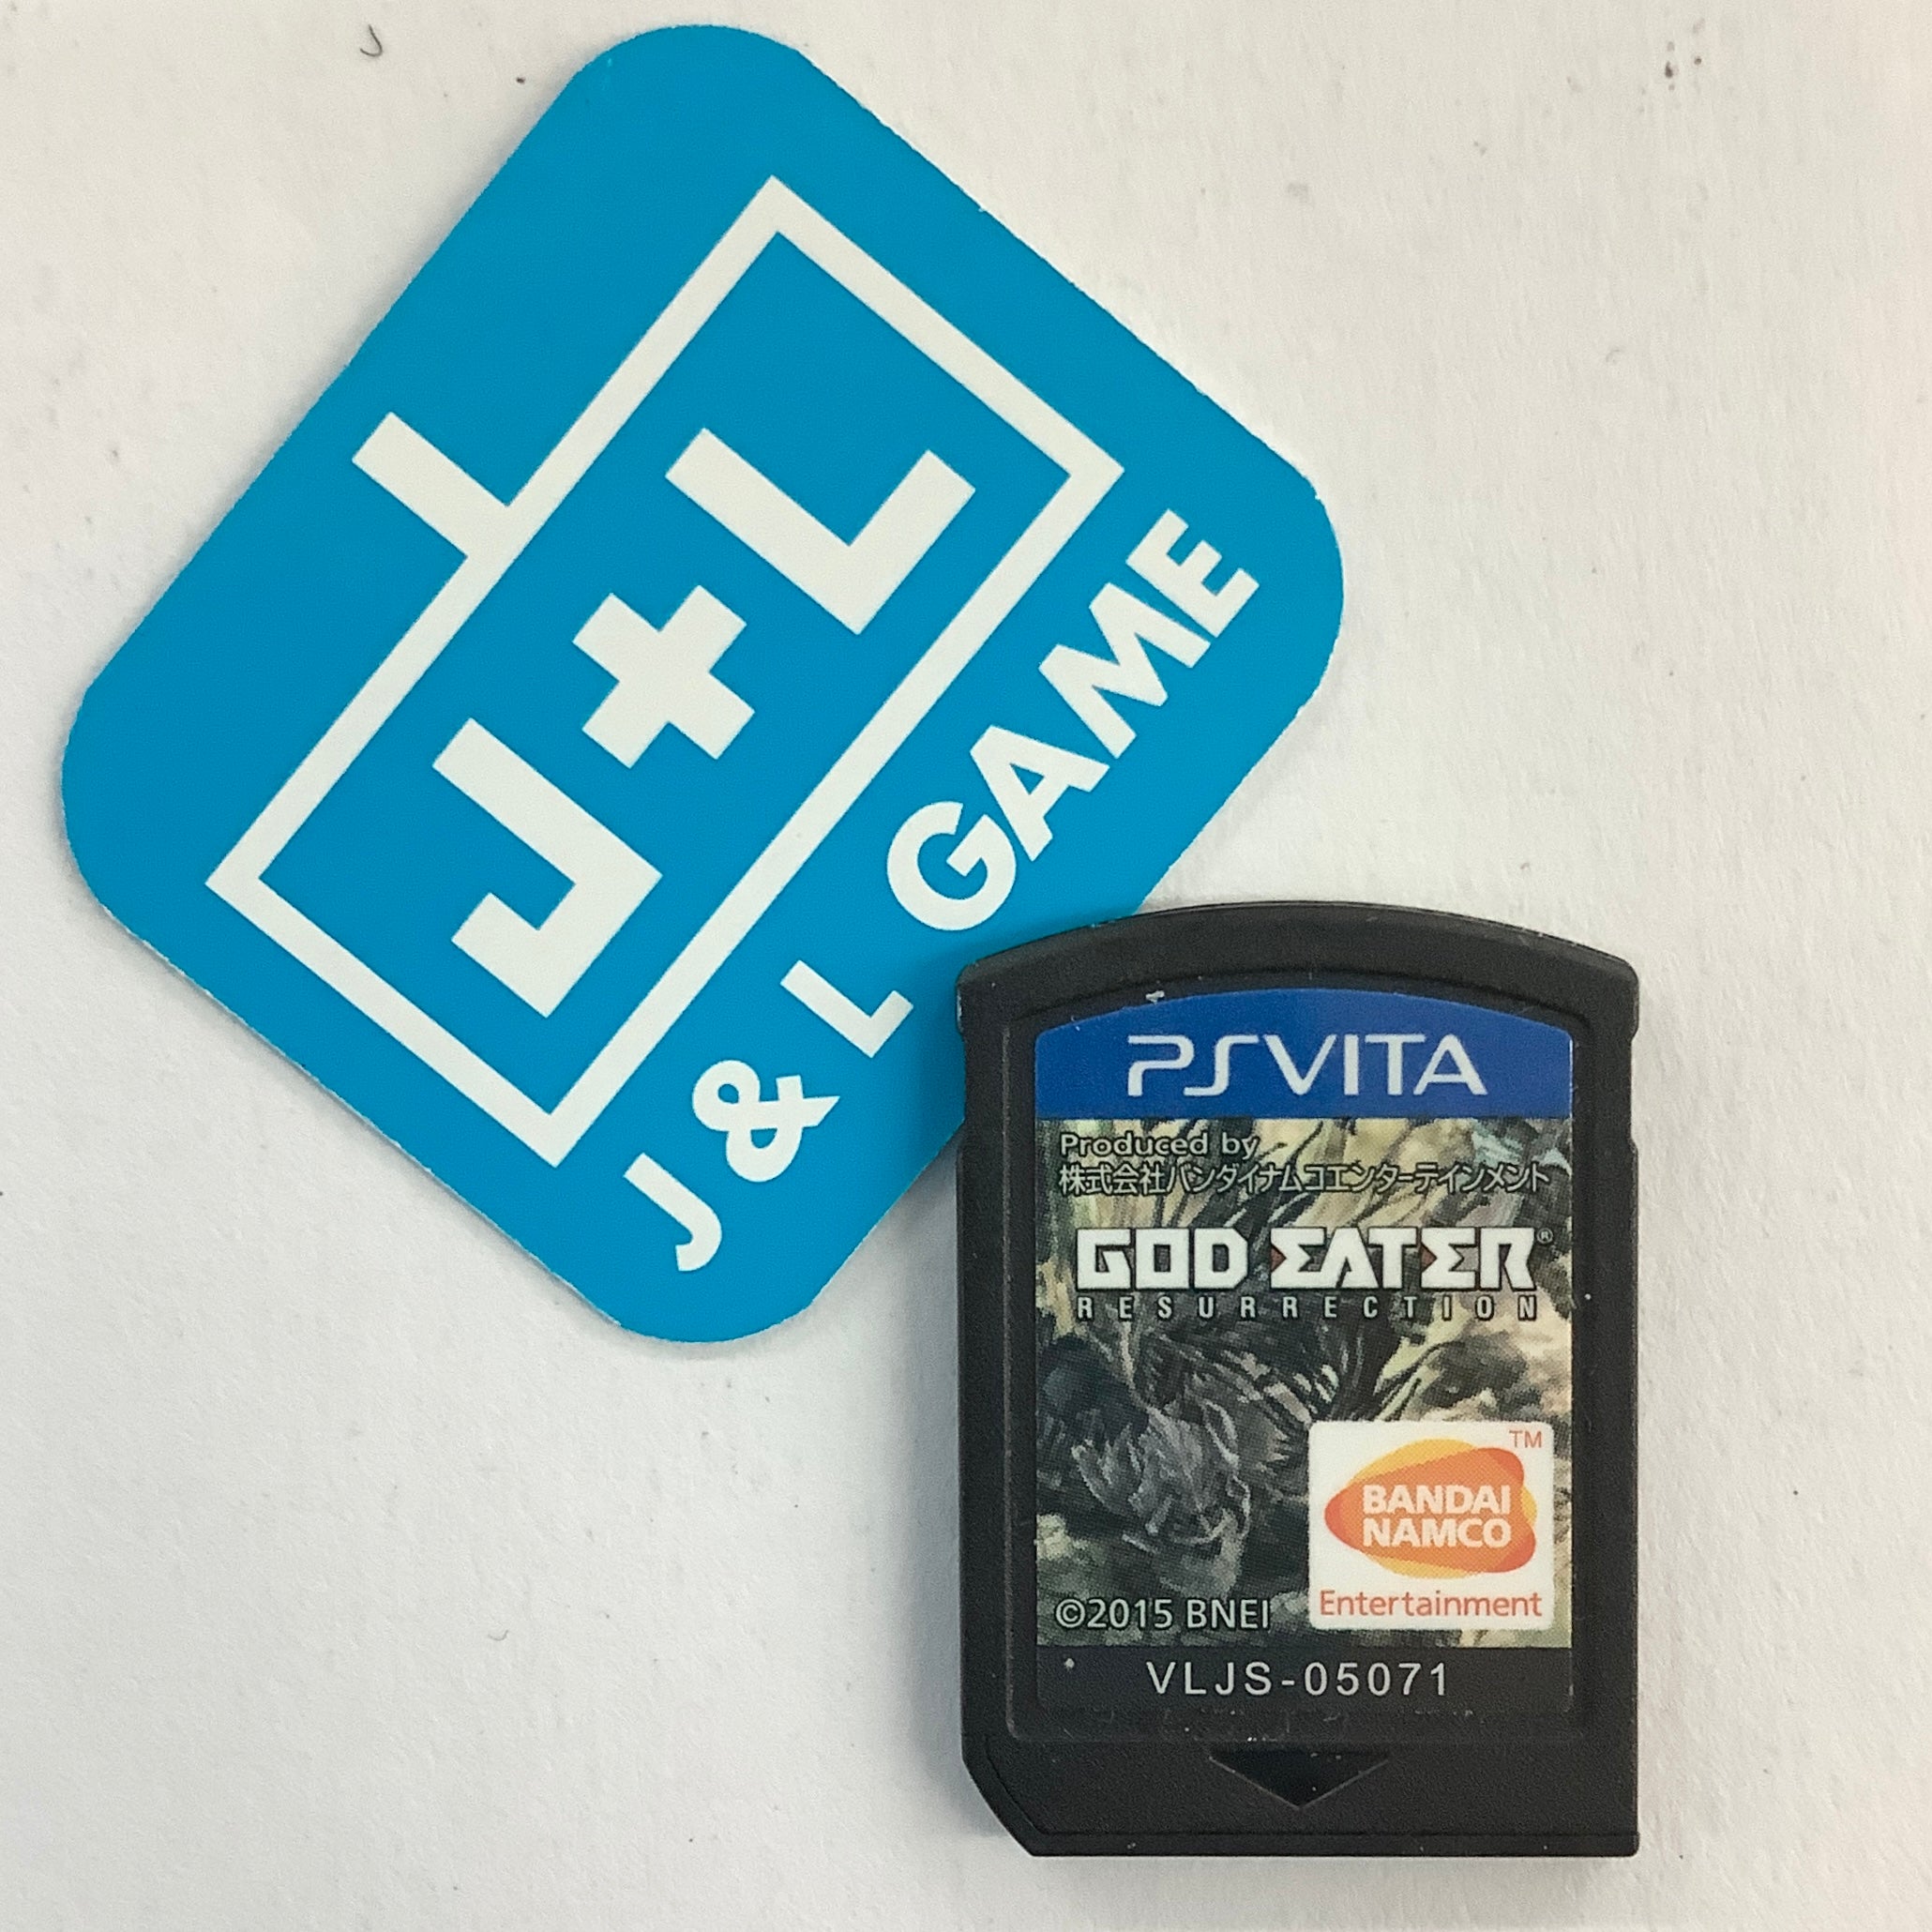 J+L
J & L GAME
PSVITA
Produced by
株式会社バンダイナムコエンターテインメント
GOD EATER®
RESURRECTION
TM
BANDAI
NAMCO
Entertainment
©2015 BNEI
VLJS-05071